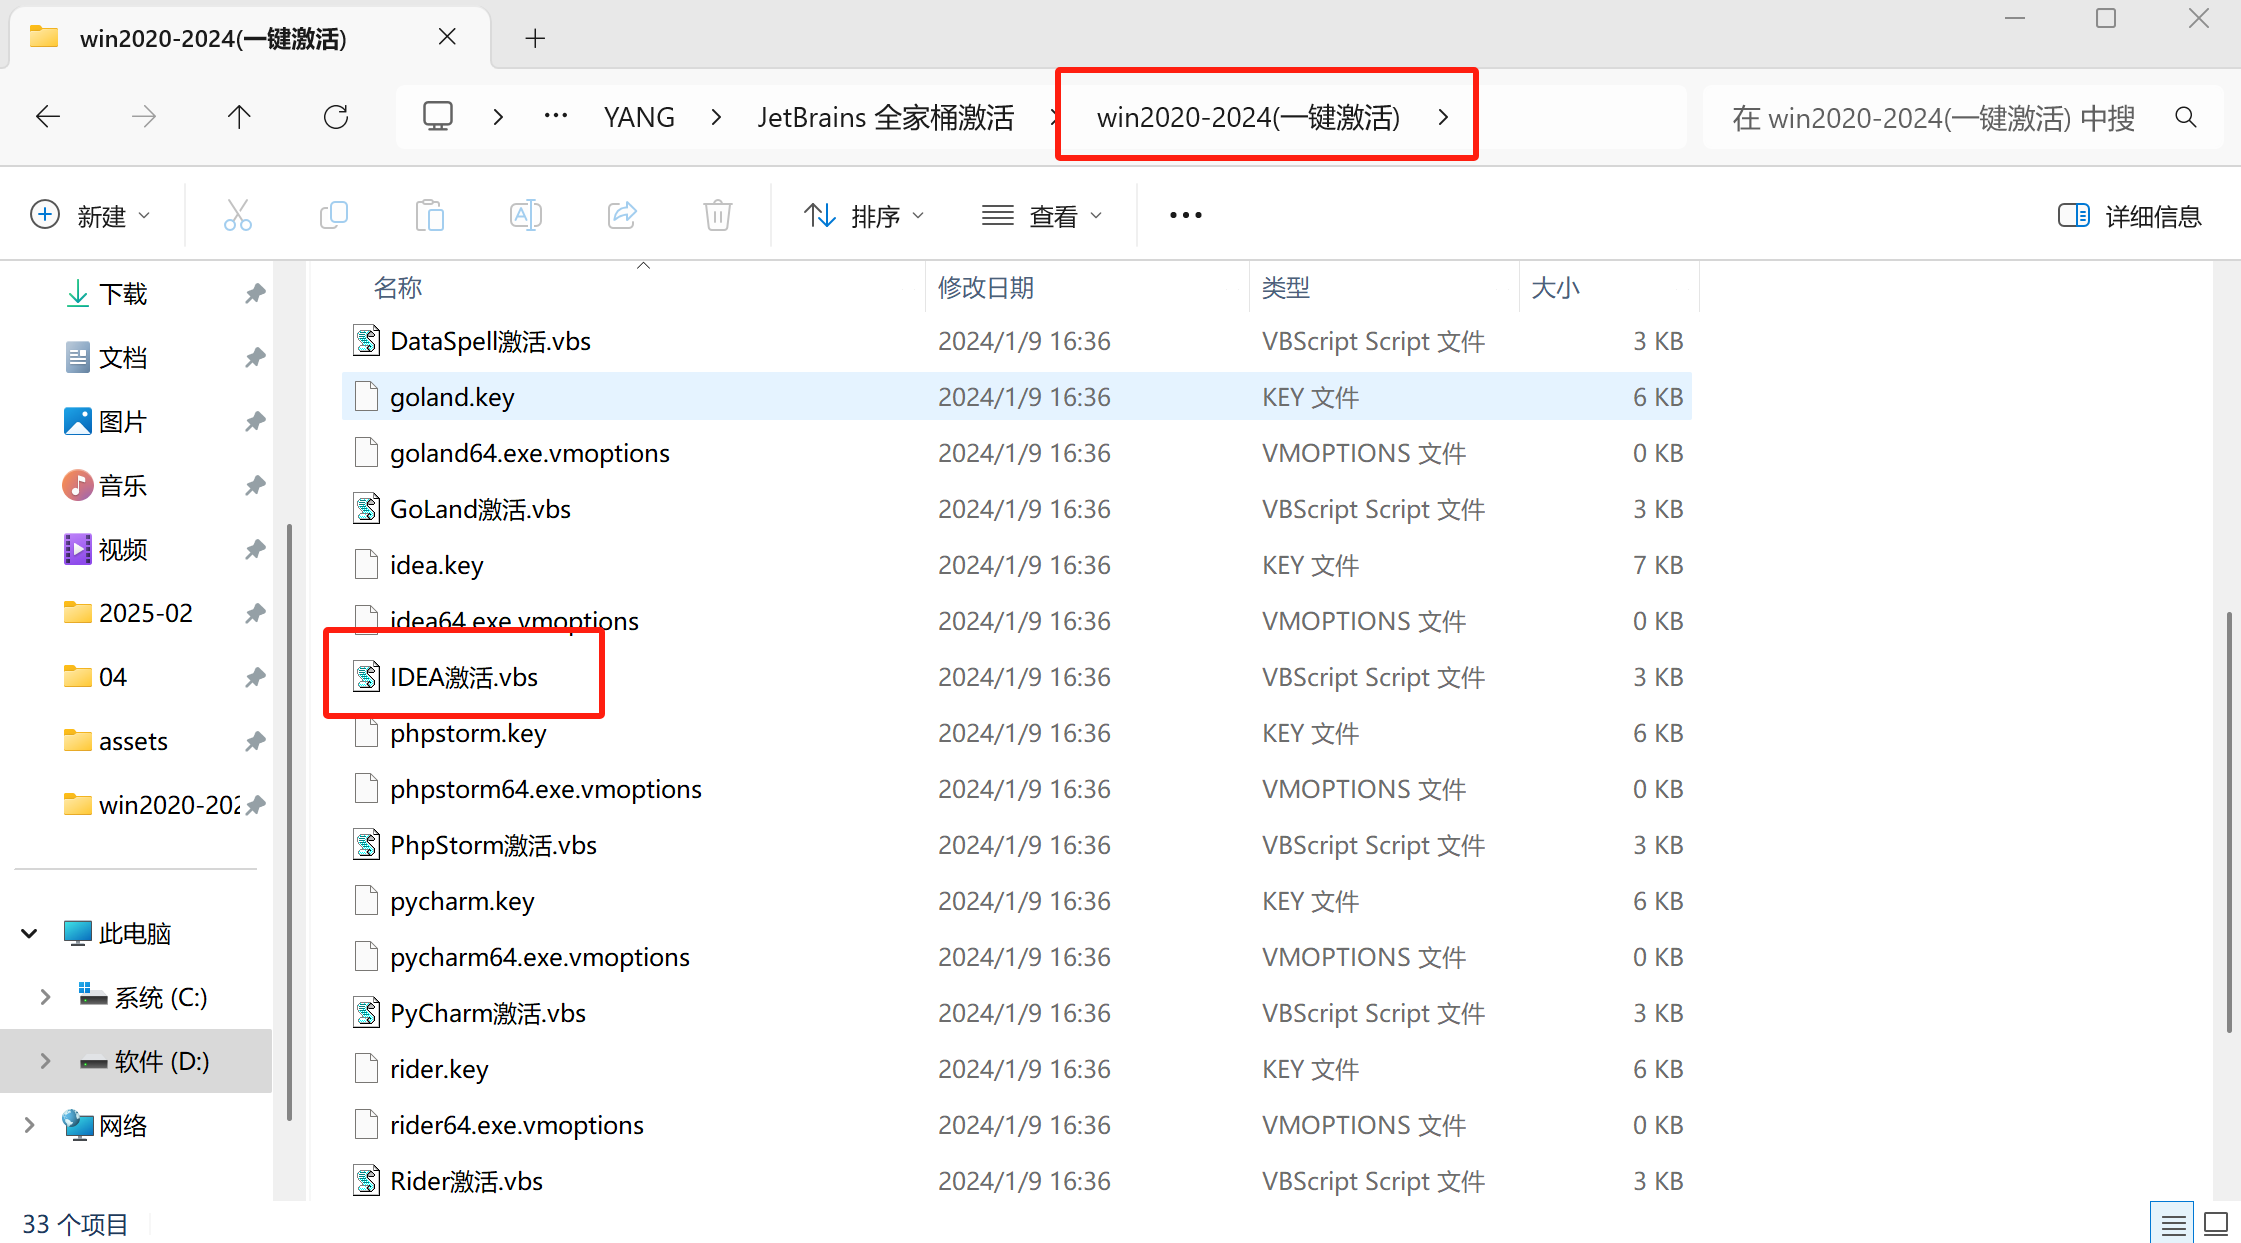 win2020-2024(一键激活)
YANG
JetBrains 全家桶激活
win2020-2024(一键激活)
在 win2020-2024(一键激活) 中搜
新建
排序
查看
详细信息
下载
文档
图片
音乐
视频
2025-02
04
assets
win2020-202
此电脑
系统 (C:)
软件 (D:)
网络
名称 修改日期 类型 大小
DataSpell激活.vbs 2024/1/9 16:36 VBScript Script 文件 3 KB
goland.key 2024/1/9 16:36 KEY 文件 6 KB
goland64.exe.vmoptions 2024/1/9 16:36 VMOPTIONS 文件 0 KB
GoLand激活.vbs 2024/1/9 16:36 VBScript Script 文件 3 KB
idea.key 2024/1/9 16:36 KEY 文件 7 KB
idea64.exe.vmoptions 2024/1/9 16:36 VMOPTIONS 文件 0 KB
IDEA激活.vbs 2024/1/9 16:36 VBScript Script 文件 3 KB
phpstorm.key 2024/1/9 16:36 KEY 文件 6 KB
phpstorm64.exe.vmoptions 2024/1/9 16:36 VMOPTIONS 文件 0 KB
PhpStorm激活.vbs 2024/1/9 16:36 VBScript Script 文件 3 KB
pycharm.key 2024/1/9 16:36 KEY 文件 6 KB
pycharm64.exe.vmoptions 2024/1/9 16:36 VMOPTIONS 文件 0 KB
PyCharm激活.vbs 2024/1/9 16:36 VBScript Script 文件 3 KB
rider.key 2024/1/9 16:36 KEY 文件 6 KB
rider64.exe.vmoptions 2024/1/9 16:36 VMOPTIONS 文件 0 KB
Rider激活.vbs 2024/1/9 16:36 VBScript Script 文件 3 KB
33 个项目